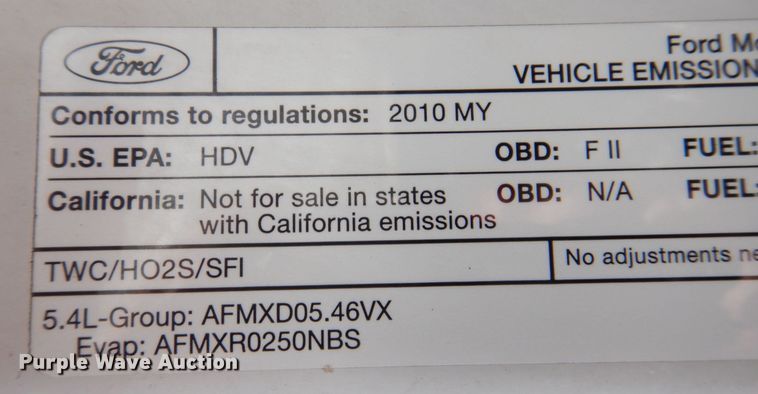 Ford
Ford
VEHICLE EMISSION
Conforms to regulations: 2010 MY
U.S. EPA: HDV OBD: F II FUEL:
California: Not for sale in states OBD: N/A FUEL:
with California emissions
TWC/HO2S/SFI No adjustments
5.4L-Group: AFMXD05.46VX
Evap: AFMXR0250NBS
Purple Wave Auction